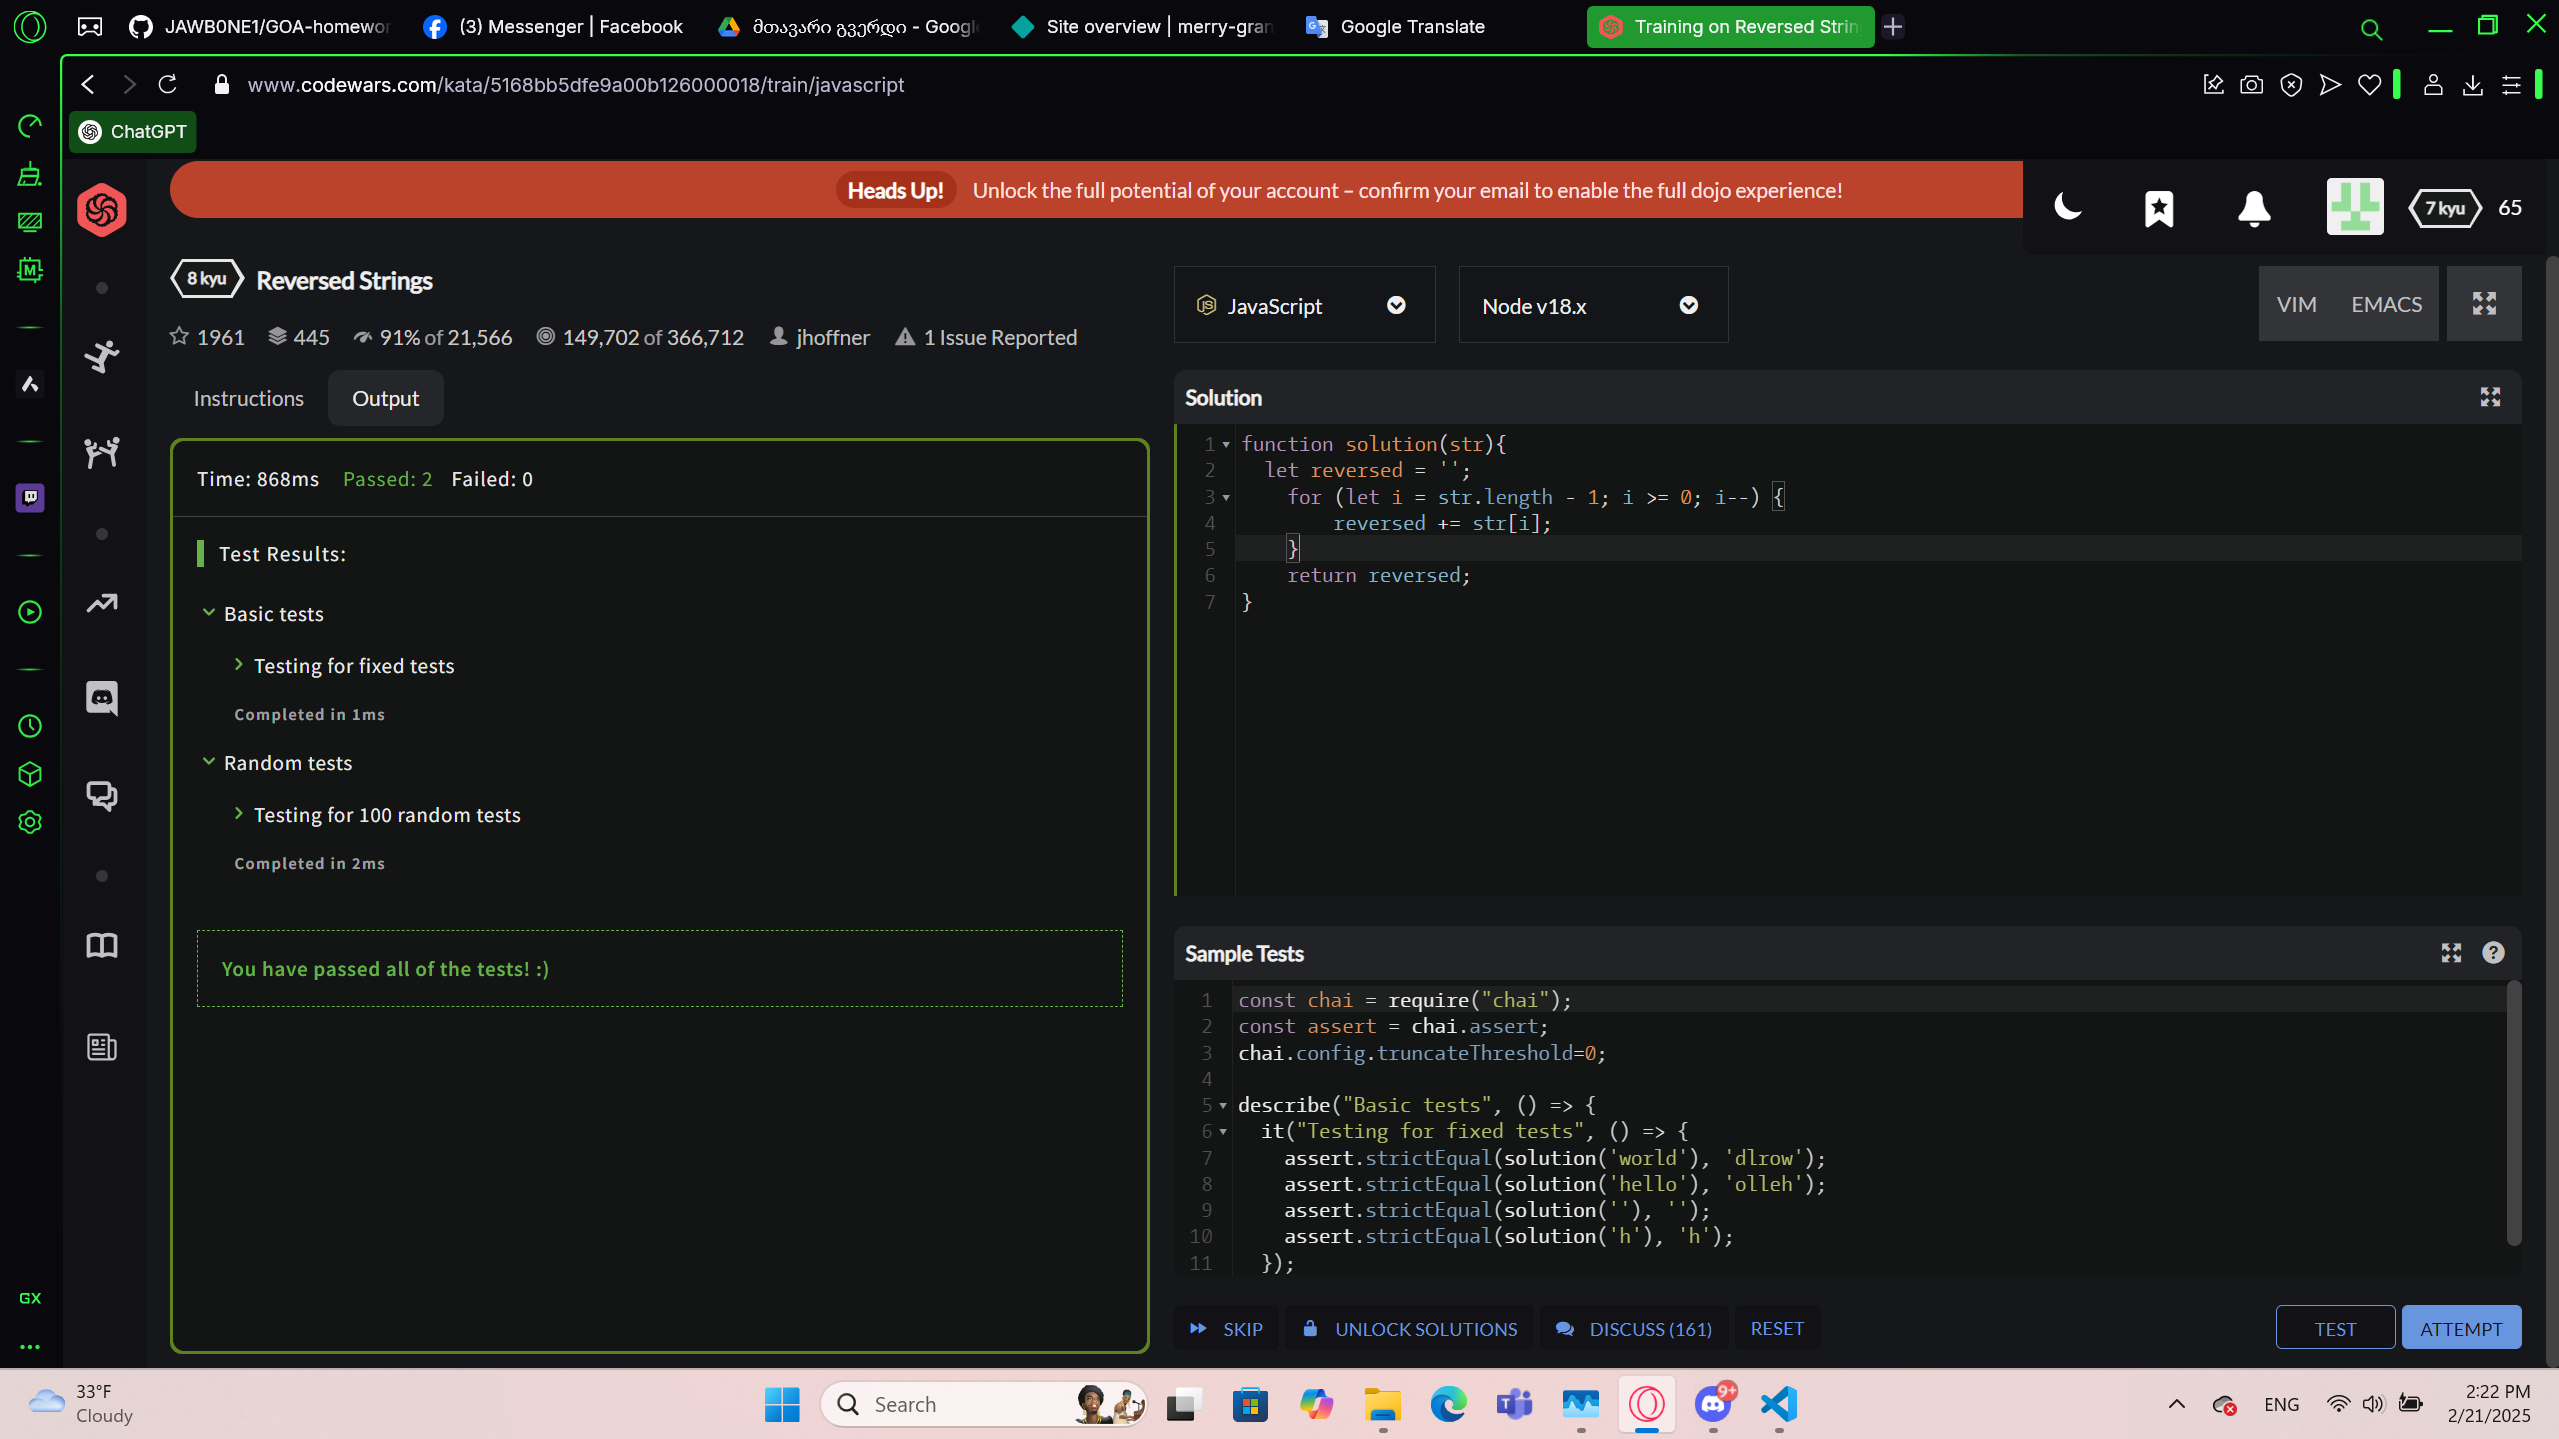 JAWB0NE1/GOA-homewor
(3) Messenger | Facebook
მთავარი გვერდი - Google
Site overview | merry-gran
Google Translate
Training on Reversed Strin
www.codewars.com/kata/5168bb5dfe9a00b126000018/train/javascript
ChatGPT
Heads Up! Unlock the full potential of your account – confirm your email to enable the full dojo experience!
7 kyu 65
8 kyu Reversed Strings
1961 445 91% of 21,566 149,702 of 366,712 jhoffner 1 Issue Reported
Instructions Output
Time: 868ms Passed: 2 Failed: 0
Test Results:
Basic tests
Testing for fixed tests
Completed in 1ms
Random tests
Testing for 100 random tests
Completed in 2ms
You have passed all of the tests! :)
JavaScript
Node v18.x
VIM EMACS
Solution
1 function solution(str){
2 let reversed = '';
3 for (let i = str.length - 1; i >= 0; i--) {
4 reversed += str[i];
5 }
6 return reversed;
7 }
Sample Tests
1 const chai = require("chai");
2 const assert = chai.assert;
3 chai.config.truncateThreshold=0;
4
5 describe("Basic tests", () => {
6 it("Testing for fixed tests", () => {
7 assert.strictEqual(solution('world'), 'dlrow');
8 assert.strictEqual(solution('hello'), 'olleh');
9 assert.strictEqual(solution(''), '');
10 assert.strictEqual(solution('h'), 'h');
11 });
SKIP UNLOCK SOLUTIONS DISCUSS (161) RESET
TEST ATTEMPT
GX
33°F
Cloudy
Search
9+
ENG
2:22 PM
2/21/2025